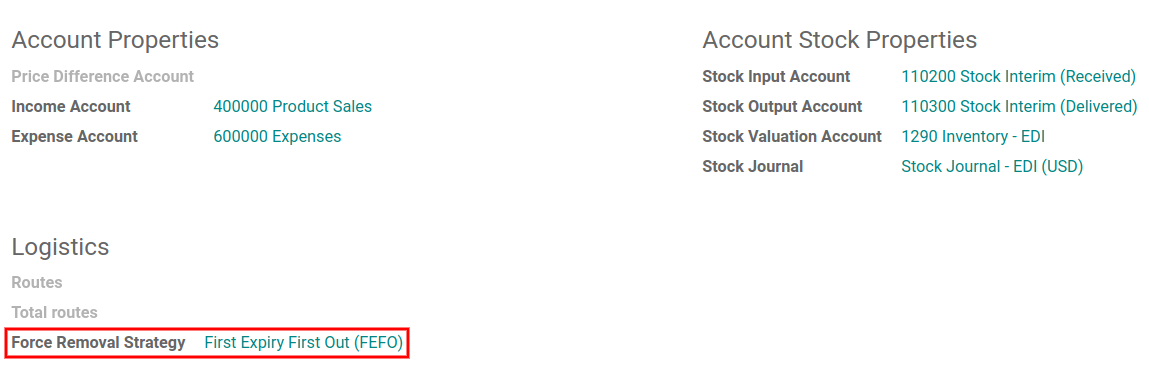 Account Properties
Price Difference Account
Income Account 400000 Product Sales
Expense Account 600000 Expenses
Account Stock Properties
Stock Input Account 110200 Stock Interim (Received)
Stock Output Account 110300 Stock Interim (Delivered)
Stock Valuation Account 1290 Inventory - EDI
Stock Journal Stock Journal - EDI (USD)
Logistics
Routes
Total routes
Force Removal Strategy First Expiry First Out (FEFO)